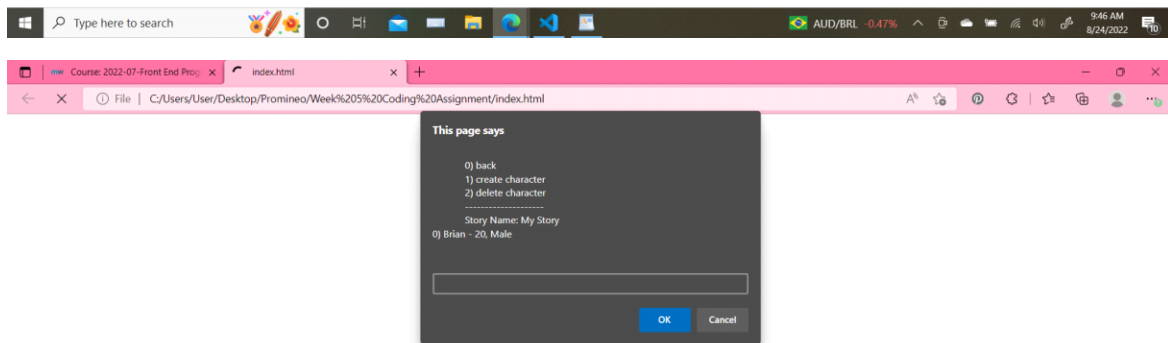 Type here to search
AUD/BRL -0.47%
9:46 AM
8/24/2022
10
mw Course: 2022-07-Front End Prog
index.html
File | C:/Users/User/Desktop/Promineo/Week%205%20Coding%20Assignment/index.html
This page says
0) back
1) create character
2) delete character
---------------------
Story Name: My Story
0) Brian - 20, Male
OK
Cancel